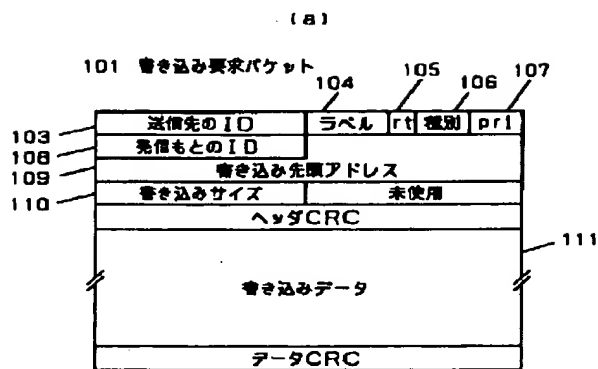 (a)
101 書き込み要求パケット
104 105 106 107
103 送信先のID ラベル rt 種別 pri
108 発信もとのID
109 書き込み先頭アドレス
110 書き込みサイズ 未使用
ヘッダCRC
111
書き込みデータ
データCRC